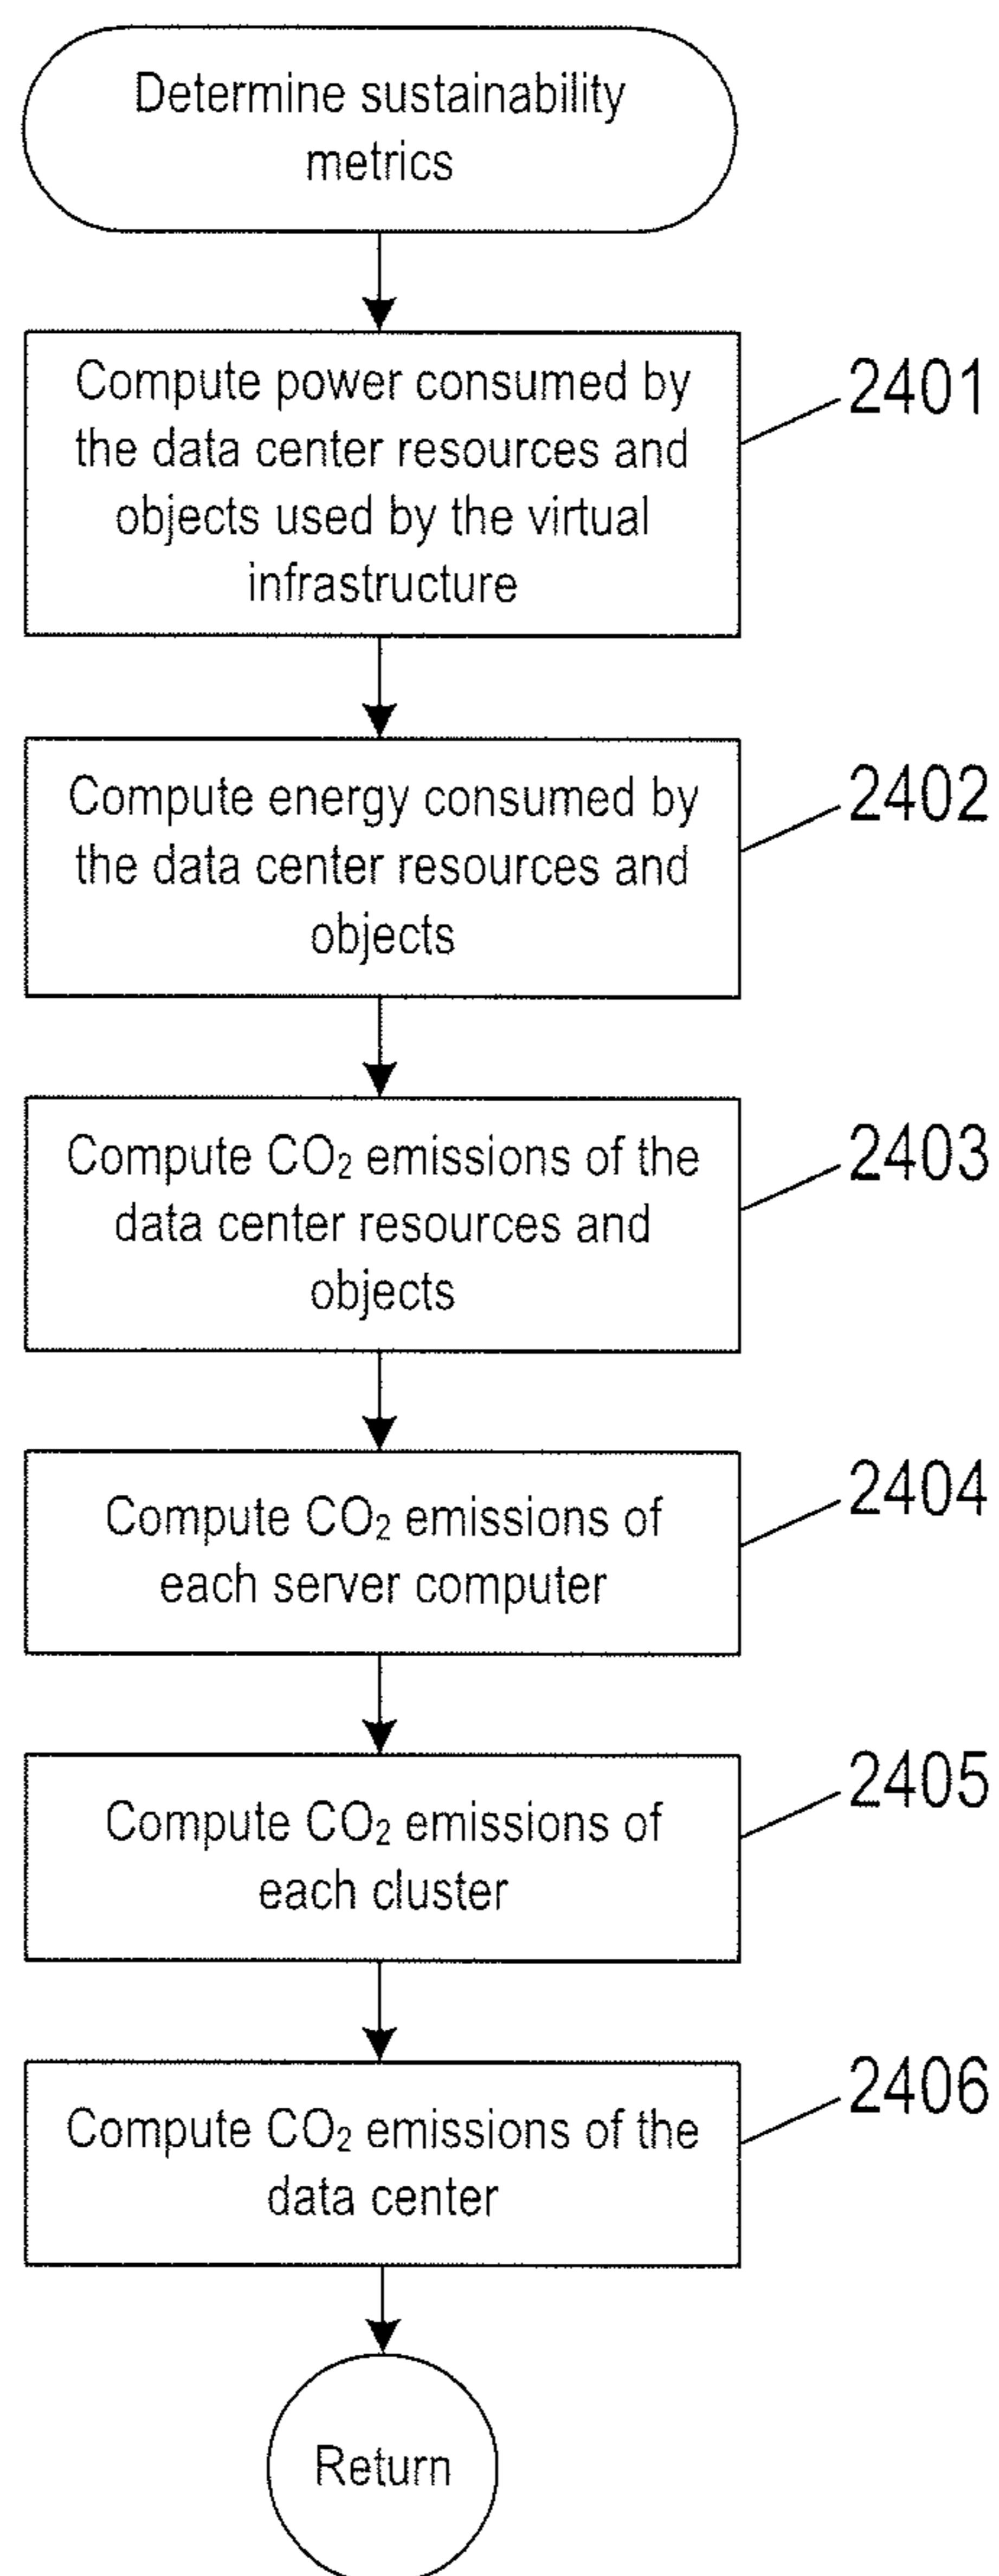 Determine sustainability
metrics
Compute power consumed by
the data center resources and
objects used by the virtual
infrastructure
2401
Compute energy consumed by
the data center resources and
objects
2402
Compute CO₂ emissions of the
data center resources and
objects
2403
Compute CO₂ emissions of
each server computer
2404
Compute CO₂ emissions of
each cluster
2405
Compute CO₂ emissions of the
data center
2406
Return